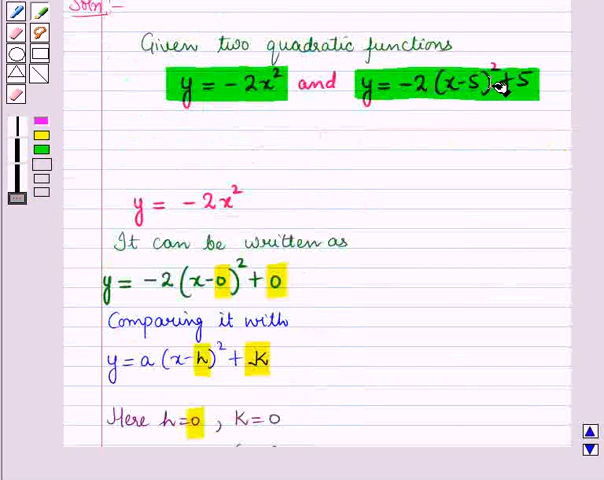 Soln:-
Given two quadratic functions
y = -2x² and y = -2(x-5)²+5
y = -2x²
It can be written as
y = -2(x-0)²+0
Comparing it with
y = a(x-h)²+K
Here h=0, K=0